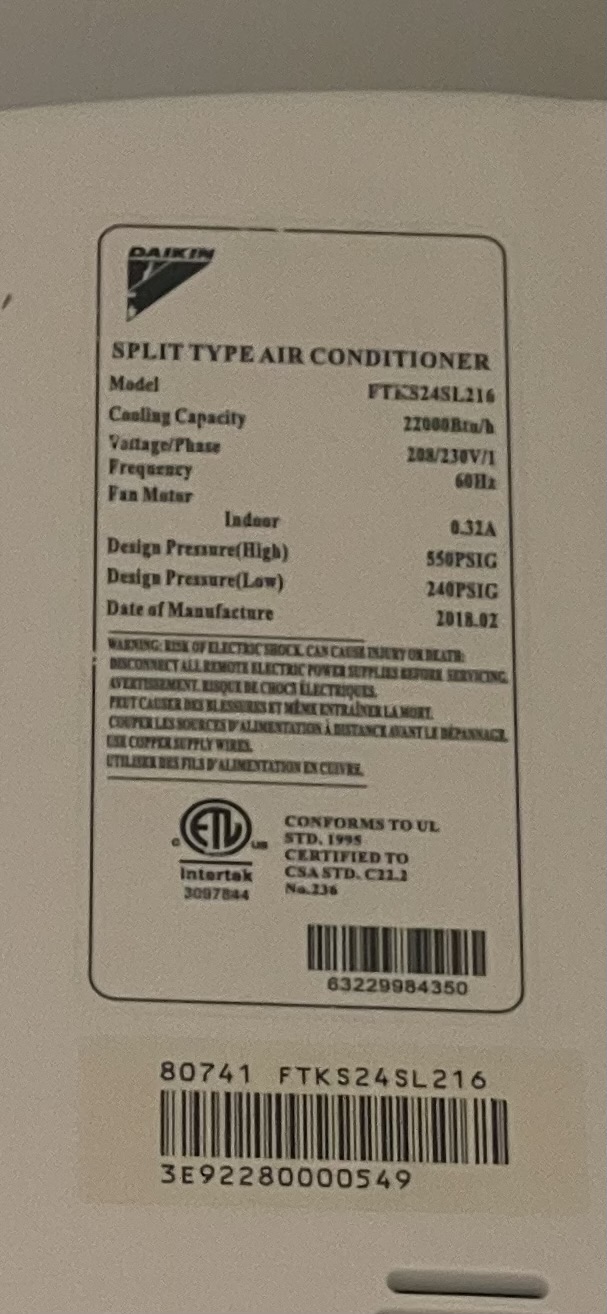 DAIKIN
SPLIT TYPE AIR CONDITIONER
Model FTKS24SL216
Cooling Capacity 22000Btu/h
Voltage/Phase 208/230V/1
Frequency 60Hz
Fan Motor
Indoor 0.32A
Design Pressure(High) 550PSIG
Design Pressure(Low) 240PSIG
Date of Manufacture 2018.02
WARNING: RISK OF ELECTRIC SHOCK. CAN CAUSE INJURY OR DEATH:
DISCONNECT ALL REMOTE ELECTRIC POWER SUPPLIES BEFORE SERVICING.
AVERTISSEMENT. RISQUE DE CHOCS ÉLECTRIQUES.
PEUT CAUSER DES BLESSURES ET MÊME ENTRAÎNER LA MORT.
COUPER LES SOURCES D'ALIMENTATION À DISTANCE AVANT LE DÉPANNAGE.
USE COPPER SUPPLY WIRES.
UTILISER DES FILS D'ALIMENTATION EN CUIVRE.
C ETL US
Intertek
3097844
CONFORMS TO UL
STD. 1995
CERTIFIED TO
CSA STD. C22.2
No.236
63229984350
80741 FTKS24SL216
3E92280000549